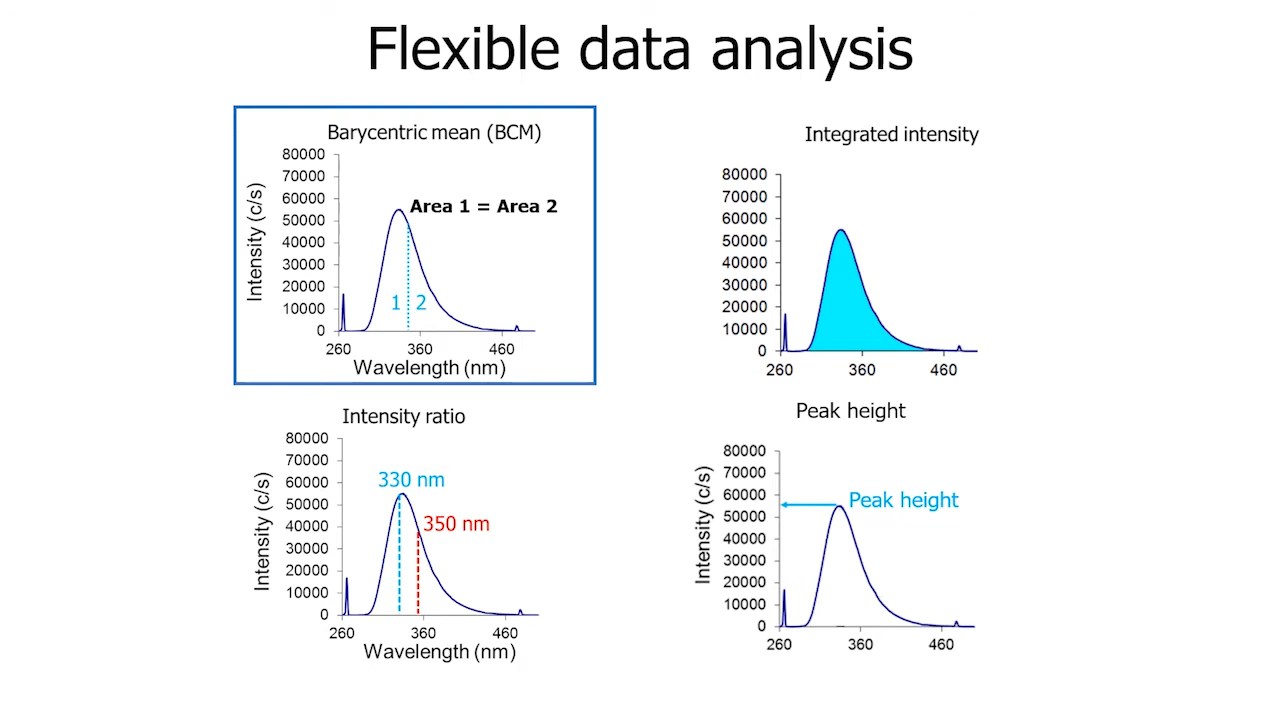 Flexible data analysis
Barycentric mean (BCM)
80000
70000
60000
50000
40000
30000
20000
10000
0
Intensity (c/s)
Area 1 = Area 2
1 2
260 360 460
Wavelength (nm)
Integrated intensity
80000
70000
60000
50000
40000
30000
20000
10000
0
260 360 460
Intensity ratio
80000
70000
60000
50000
40000
30000
20000
10000
0
Intensity (c/s)
330 nm
350 nm
260 360 460
Wavelength (nm)
Peak height
80000
70000
60000
50000
40000
30000
20000
10000
0
Intensity (c/s)
Peak height
260 360 460